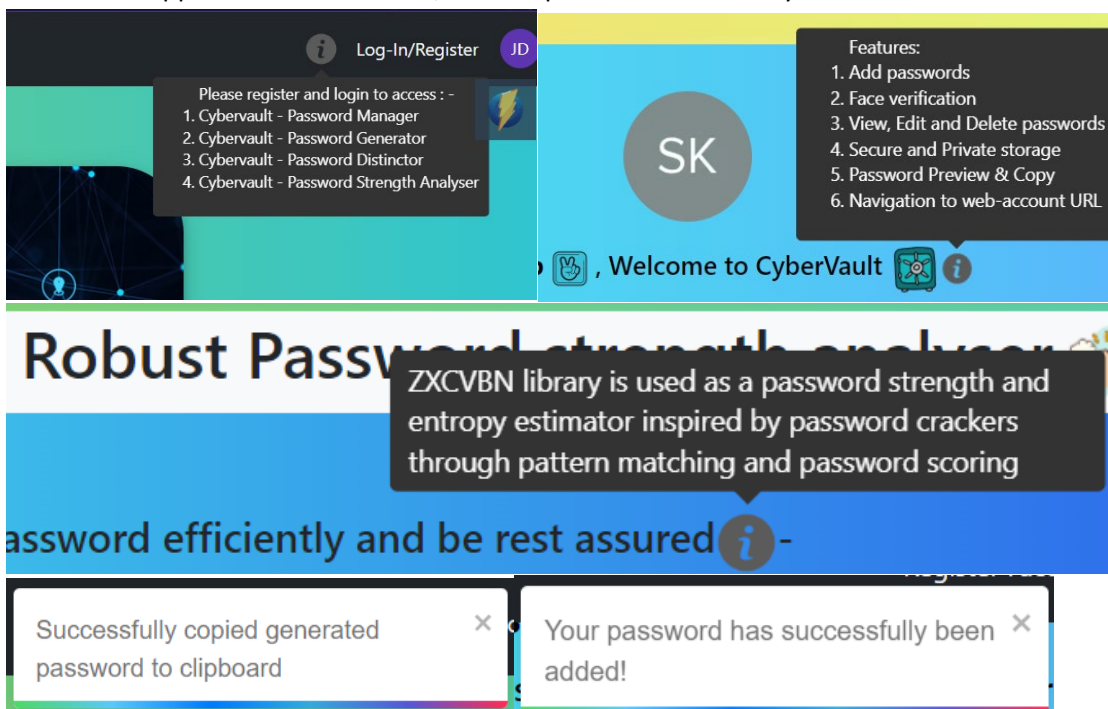 Log-In/Register
JD
Please register and login to access : -
1. Cybervault - Password Manager
2. Cybervault - Password Generator
3. Cybervault - Password Distinctor
4. Cybervault - Password Strength Analyser
Features:
1. Add passwords
2. Face verification
3. View, Edit and Delete passwords
4. Secure and Private storage
5. Password Preview & Copy
6. Navigation to web-account URL
SK
, Welcome to CyberVault
Robust Password strength analyser
ZXCVBN library is used as a password strength and
entropy estimator inspired by password crackers
through pattern matching and password scoring
assword efficiently and be rest assured -
Successfully copied generated
password to clipboard
Your password has successfully been
added!